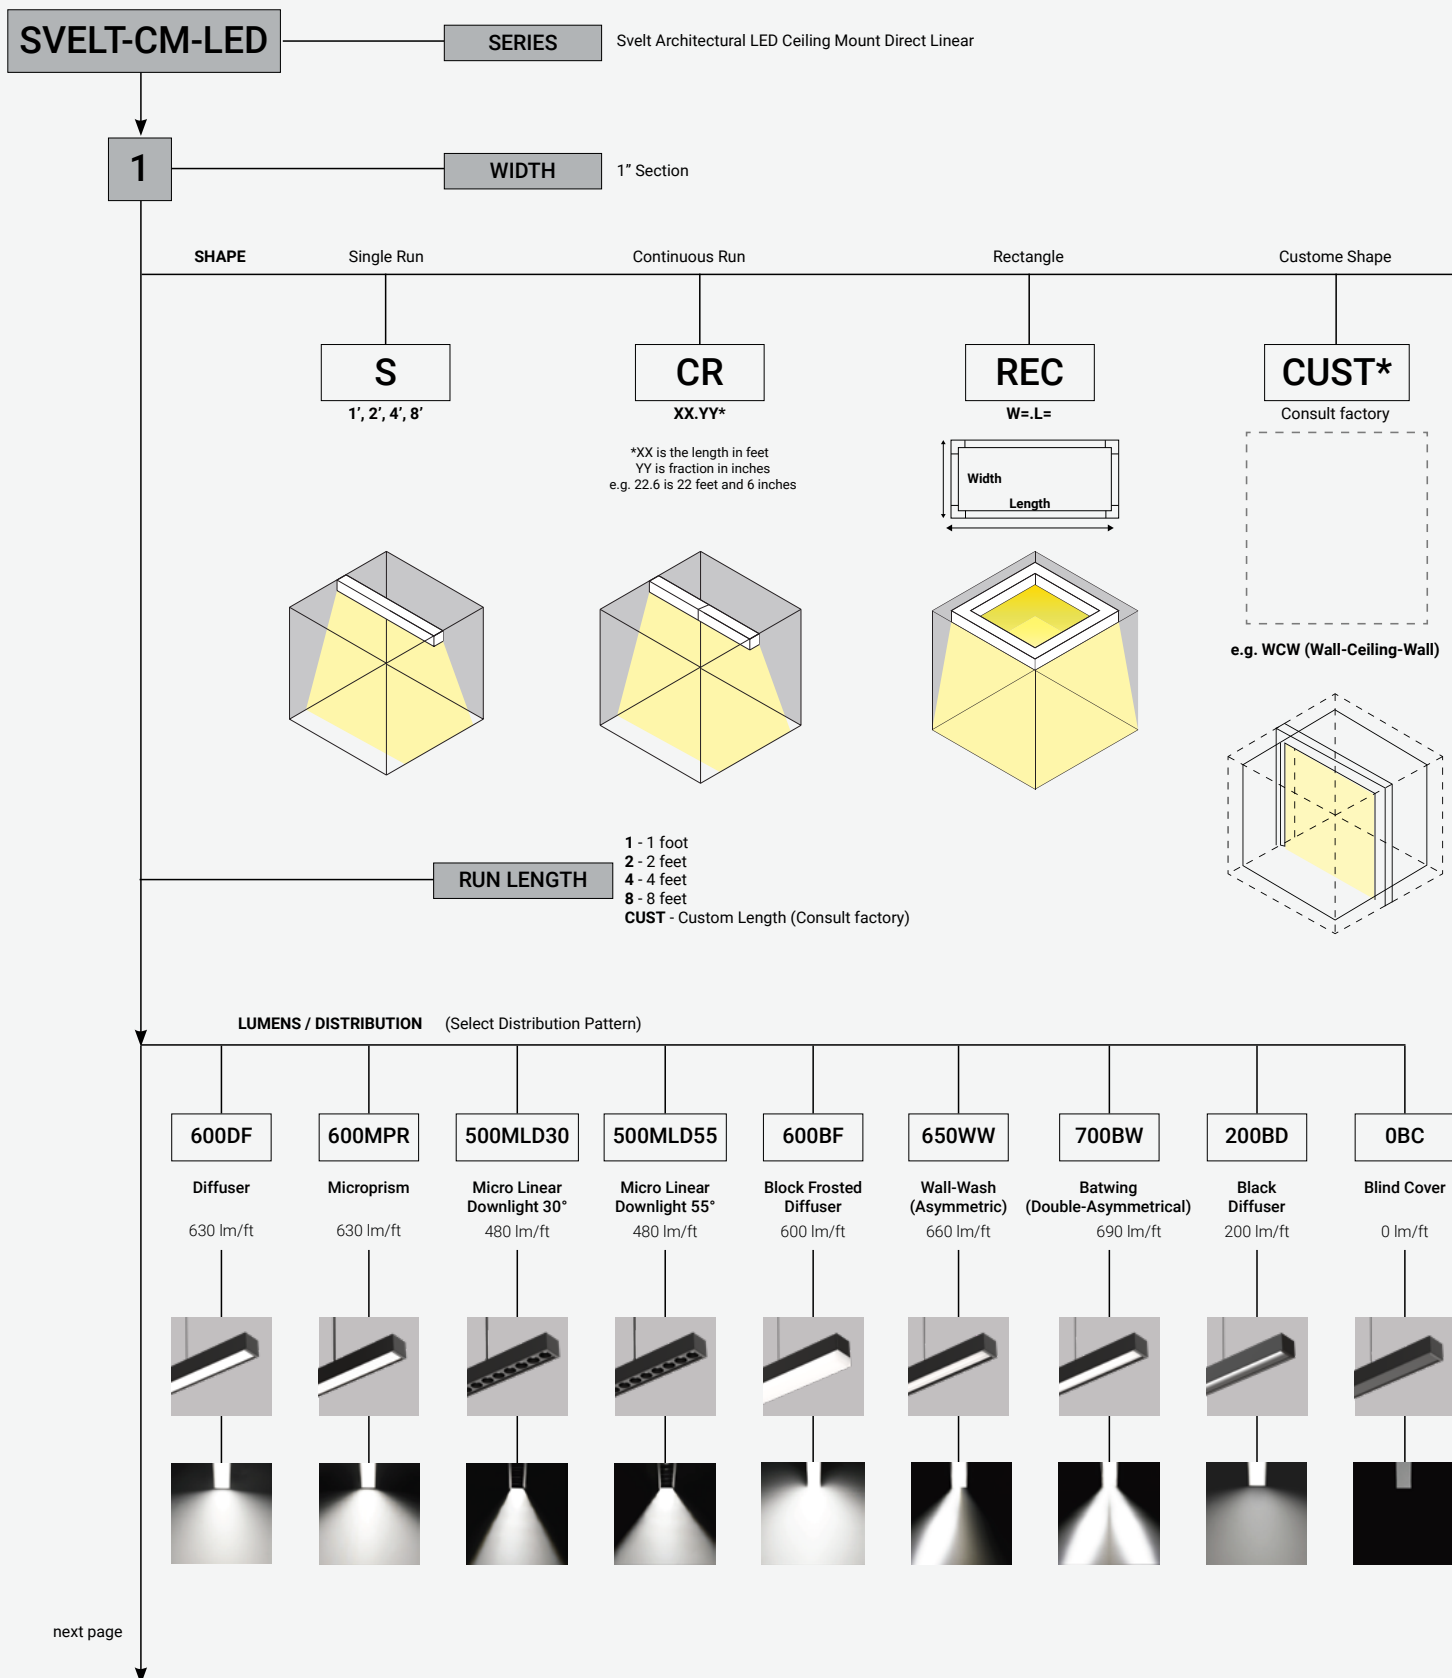 SVELT-CM-LED
SERIES
Svelt Architectural LED Ceiling Mount Direct Linear
1
WIDTH
1” Section
SHAPE
Single Run
Continuous Run
Rectangle
Custome Shape
S
CR
REC
CUST*
1’, 2’, 4’, 8’
XX.YY*
W=.L=
Consult factory
*XX is the length in feet
YY is fraction in inches
e.g. 22.6 is 22 feet and 6 inches
Width
Length
e.g. WCW (Wall-Ceiling-Wall)
RUN LENGTH
1 - 1 foot
2 - 2 feet
4 - 4 feet
8 - 8 feet
CUST - Custom Length (Consult factory)
LUMENS / DISTRIBUTION (Select Distribution Pattern)
600DF
600MPR
500MLD30
500MLD55
600BF
650WW
700BW
200BD
0BC
Diffuser
630 lm/ft
Microprism
630 lm/ft
Micro Linear
Downlight 30°
480 lm/ft
Micro Linear
Downlight 55°
480 lm/ft
Block Frosted
Diffuser
600 lm/ft
Wall-Wash
(Asymmetric)
660 lm/ft
Batwing
(Double-Asymmetrical)
690 lm/ft
Black
Diffuser
200 lm/ft
Blind Cover
0 lm/ft
next page